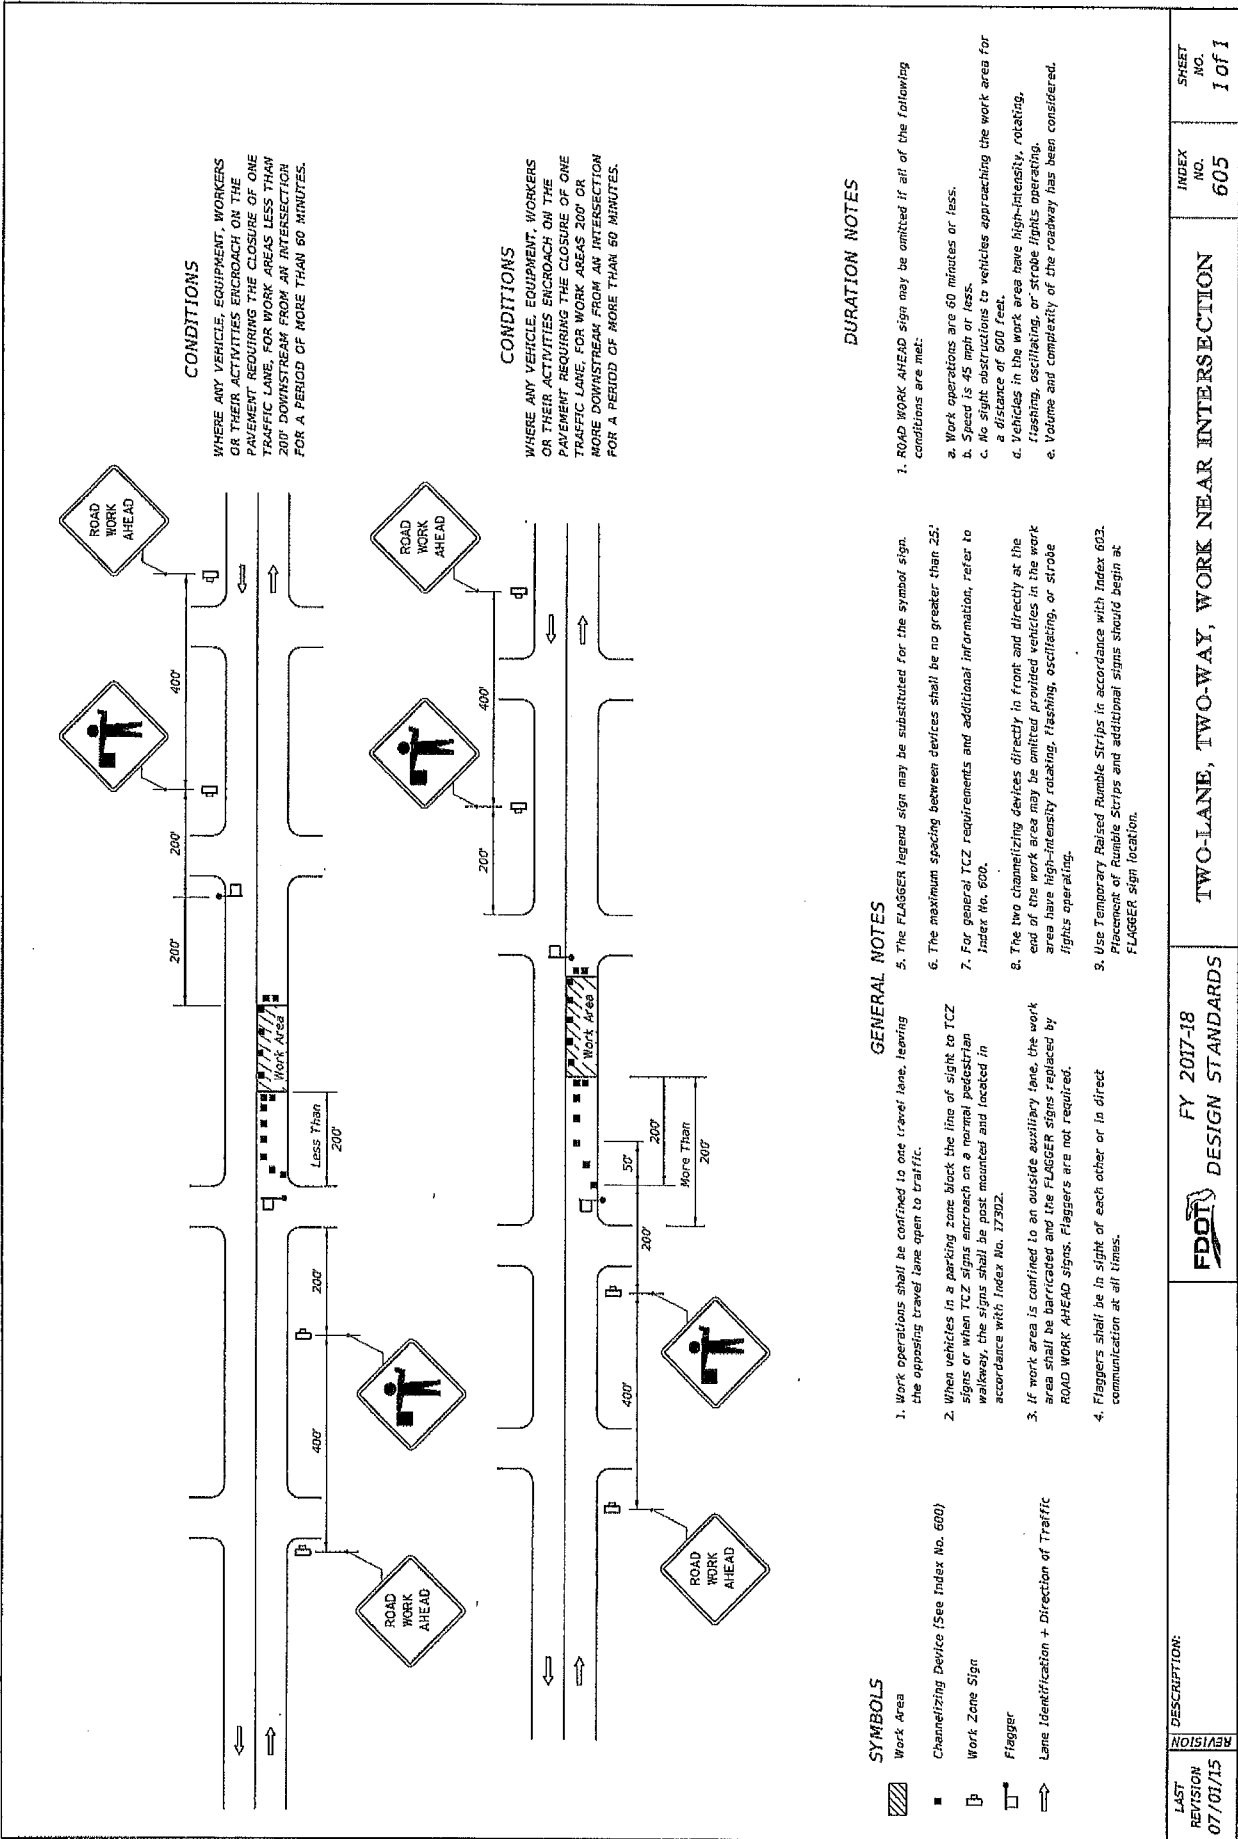 ROAD
WORK
AHEAD
400'
200'
200'
Work Area
Less Than
200'
200'
400'
ROAD
WORK
AHEAD
CONDITIONS
WHERE ANY VEHICLE, EQUIPMENT, WORKERS
OR THEIR ACTIVITIES ENCROACH ON THE
PAVEMENT REQUIRING THE CLOSURE OF ONE
TRAFFIC LANE, FOR WORK AREAS LESS THAN
200' DOWNSTREAM FROM AN INTERSECTION
FOR A PERIOD OF MORE THAN 60 MINUTES.
ROAD
WORK
AHEAD
400'
200'
Work Area
200'
50'
More Than
200'
200'
400'
ROAD
WORK
AHEAD
CONDITIONS
WHERE ANY VEHICLE, EQUIPMENT, WORKERS
OR THEIR ACTIVITIES ENCROACH ON THE
PAVEMENT REQUIRING THE CLOSURE OF ONE
TRAFFIC LANE, FOR WORK AREAS 200' OR
MORE DOWNSTREAM FROM AN INTERSECTION
FOR A PERIOD OF MORE THAN 60 MINUTES.
SYMBOLS
Work Area
Channelizing Device (See Index No. 600)
Work Zone Sign
Flagger
Lane Identification + Direction of Traffic
GENERAL NOTES
1. Work operations shall be confined to one travel lane, leaving
the opposing travel lane open to traffic.
2. When vehicles in a parking zone block the line of sight to TCZ
signs or when TCZ signs encroach on a normal pedestrian
walkway, the signs shall be post mounted and located in
accordance with Index No. 17302.
3. If work area is confined to an outside auxiliary lane, the work
area shall be barricaded and the FLAGGER signs replaced by
ROAD WORK AHEAD signs. Flaggers are not required.
4. Flaggers shall be in sight of each other or in direct
communication at all times.
5. The FLAGGER legend sign may be substituted for the symbol sign.
6. The maximum spacing between devices shall be no greater than 25'.
7. For general TCZ requirements and additional information, refer to
Index No. 600.
8. The two channelizing devices directly in front and directly at the
end of the work area may be omitted provided vehicles in the work
area have high-intensity rotating, flashing, oscillating, or strobe
lights operating.
9. Use Temporary Raised Rumble Strips in accordance with Index 603.
Placement of Rumble Strips and additional signs should begin at
FLAGGER sign location.
DURATION NOTES
1. ROAD WORK AHEAD sign may be omitted if all of the following
conditions are met:
a. Work operations are 60 minutes or less.
b. Speed is 45 mph or less.
c. No sight obstructions to vehicles approaching the work area for
a distance of 600 feet.
d. Vehicles in the work area have high-intensity, rotating,
flashing, oscillating, or strobe lights operating.
e. Volume and complexity of the roadway has been considered.
LAST
REVISION
07/01/15
REVISION
DESCRIPTION:
FDOT
FY 2017-18
DESIGN STANDARDS
TWO-LANE, TWO-WAY, WORK NEAR INTERSECTION
INDEX
NO.
605
SHEET
NO.
1 of 1